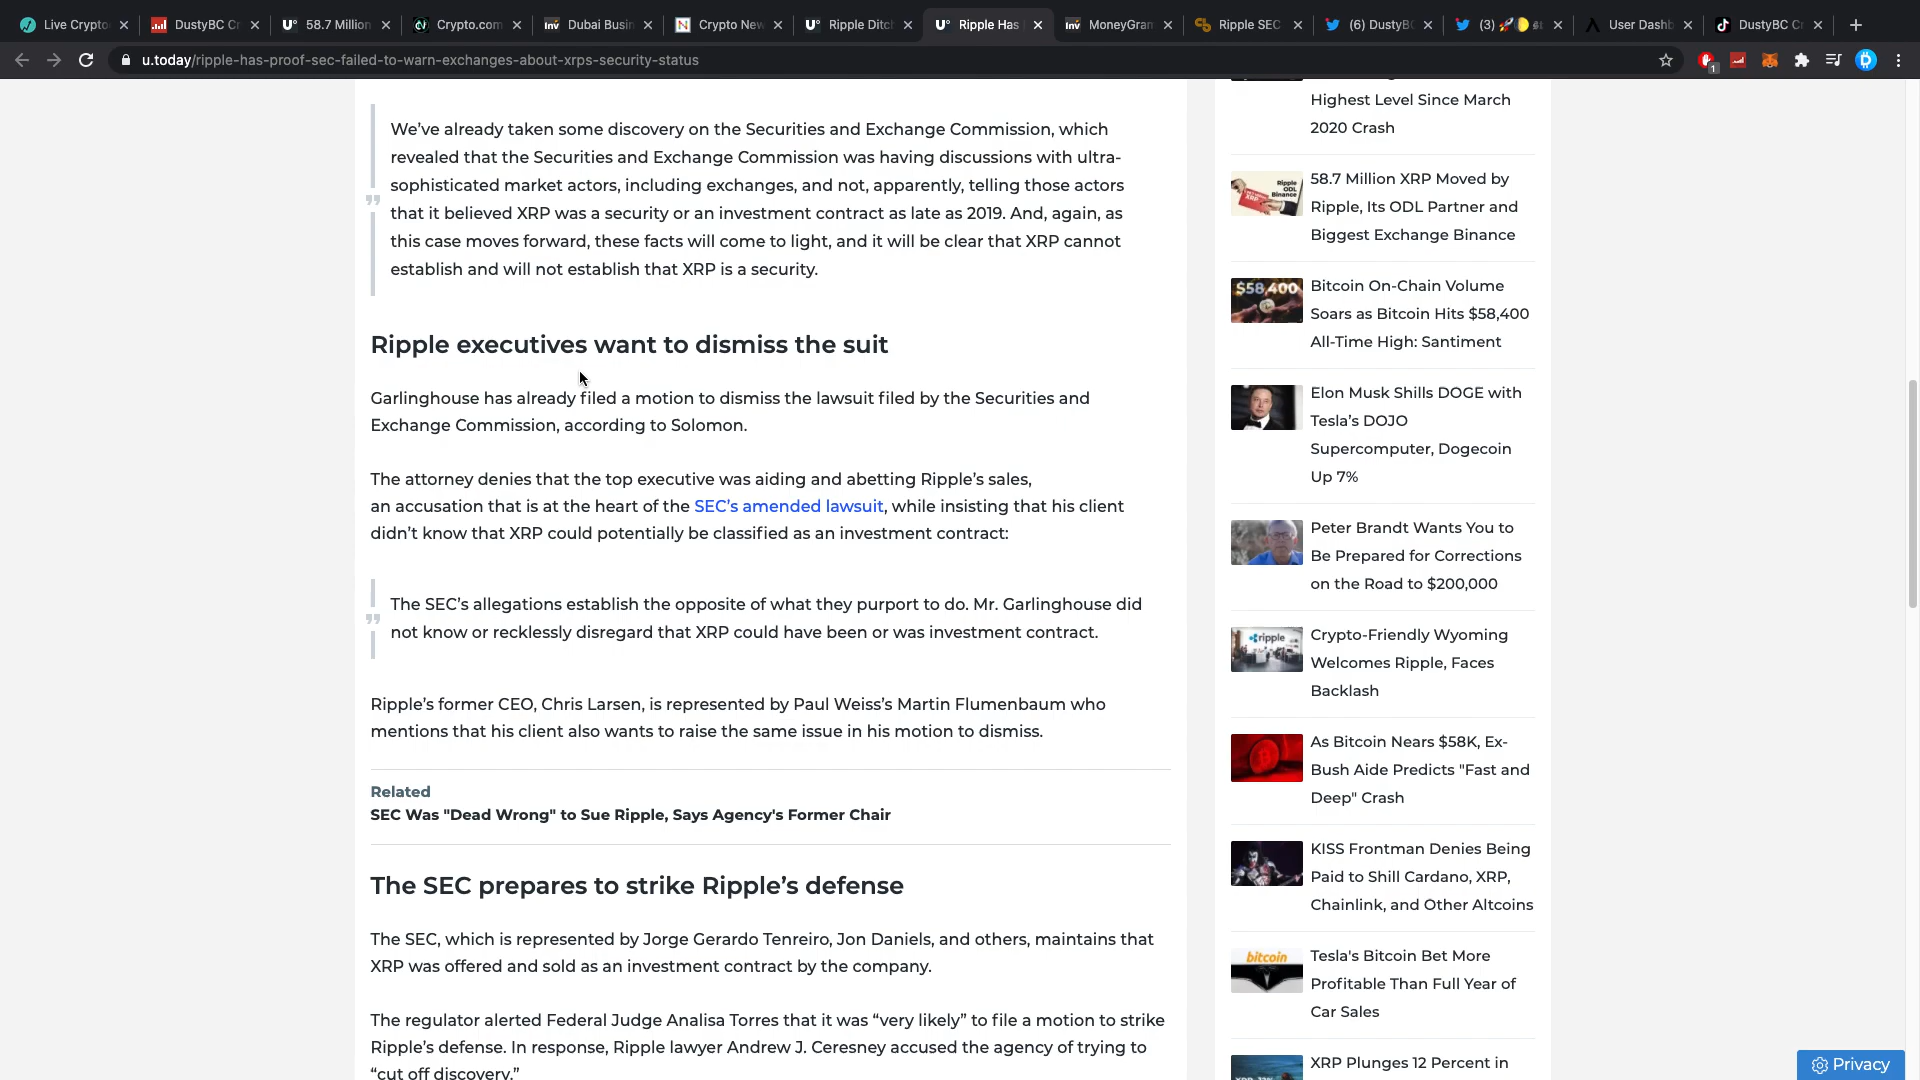 Live Crypto
DustyBC Cr
58.7 Million
Crypto.com
Dubai Busin
Crypto New
Ripple Ditch
Ripple Has
MoneyGram
Ripple SEC
(6) DustyBC
(3)
User Dashb
DustyBC Cr
u.today/ripple-has-proof-sec-failed-to-warn-exchanges-about-xrps-security-status
We’ve already taken some discovery on the Securities and Exchange Commission, which
revealed that the Securities and Exchange Commission was having discussions with ultra-
sophisticated market actors, including exchanges, and not, apparently, telling those actors
that it believed XRP was a security or an investment contract as late as 2019. And, again, as
this case moves forward, these facts will come to light, and it will be clear that XRP cannot
establish and will not establish that XRP is a security.
Ripple executives want to dismiss the suit
Garlinghouse has already filed a motion to dismiss the lawsuit filed by the Securities and
Exchange Commission, according to Solomon.
The attorney denies that the top executive was aiding and abetting Ripple’s sales,
an accusation that is at the heart of the SEC’s amended lawsuit, while insisting that his client
didn’t know that XRP could potentially be classified as an investment contract:
The SEC’s allegations establish the opposite of what they purport to do. Mr. Garlinghouse did
not know or recklessly disregard that XRP could have been or was investment contract.
Ripple’s former CEO, Chris Larsen, is represented by Paul Weiss’s Martin Flumenbaum who
mentions that his client also wants to raise the same issue in his motion to dismiss.
Related
SEC Was "Dead Wrong" to Sue Ripple, Says Agency's Former Chair
The SEC prepares to strike Ripple’s defense
The SEC, which is represented by Jorge Gerardo Tenreiro, Jon Daniels, and others, maintains that
XRP was offered and sold as an investment contract by the company.
The regulator alerted Federal Judge Analisa Torres that it was “very likely” to file a motion to strike
Ripple’s defense. In response, Ripple lawyer Andrew J. Ceresney accused the agency of trying to
“cut off discovery.”
Highest Level Since March
2020 Crash
58.7 Million XRP Moved by
Ripple, Its ODL Partner and
Biggest Exchange Binance
Bitcoin On-Chain Volume
Soars as Bitcoin Hits $58,400
All-Time High: Santiment
Elon Musk Shills DOGE with
Tesla’s DOJO
Supercomputer, Dogecoin
Up 7%
Peter Brandt Wants You to
Be Prepared for Corrections
on the Road to $200,000
Crypto-Friendly Wyoming
Welcomes Ripple, Faces
Backlash
As Bitcoin Nears $58K, Ex-
Bush Aide Predicts "Fast and
Deep" Crash
KISS Frontman Denies Being
Paid to Shill Cardano, XRP,
Chainlink, and Other Altcoins
Tesla's Bitcoin Bet More
Profitable Than Full Year of
Car Sales
XRP Plunges 12 Percent in
Ripple
ODL
Binance
$58,400
ripple
bitcoin
Privacy